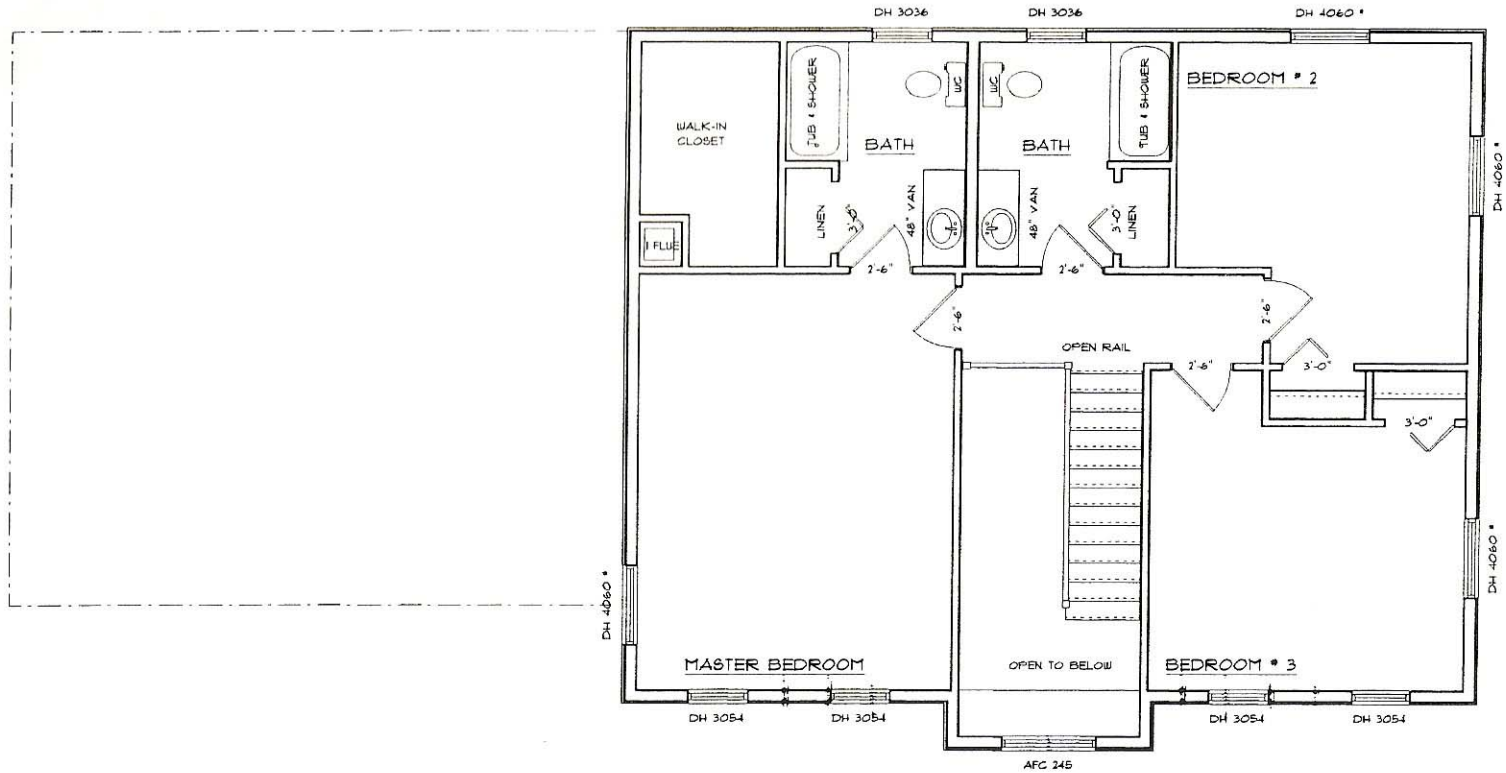 DH 3036
DH 3036
DH 4060 *
BEDROOM # 2
WALK-IN
CLOSET
TUB & SHOWER
WC
WC
TUB & SHOWER
BATH
BATH
DH 4060 *
LINEN
3'-0"
48" VAN
48" VAN
3'-0"
LINEN
1 FLUE
2'-6"
2'-6"
2'-6"
2'-6"
OPEN RAIL
2'-6"
3'-0"
3'-0"
DH 4060 *
DH 4060 *
MASTER BEDROOM
OPEN TO BELOW
BEDROOM # 3
DH 3054
DH 3054
DH 3054
DH 3054
AFC 245